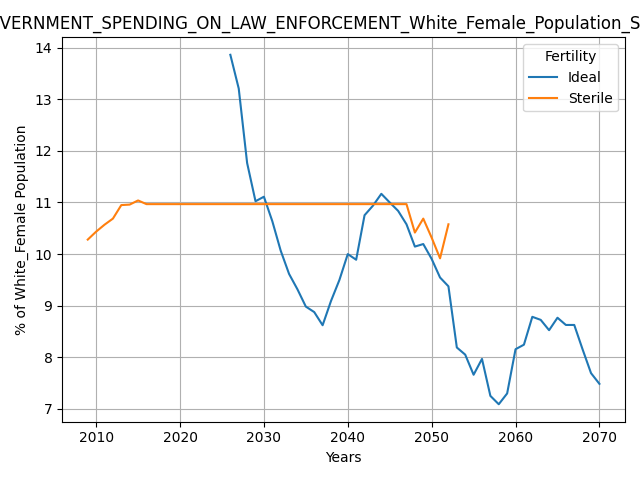 VERNMENT_SPENDING_ON_LAW_ENFORCEMENT_White_Female_Population_S
14
13
12
11
10
9
8
7
% of White_Female Population
Fertility
Ideal
Sterile
2010 2020 2030 2040 2050 2060 2070
Years